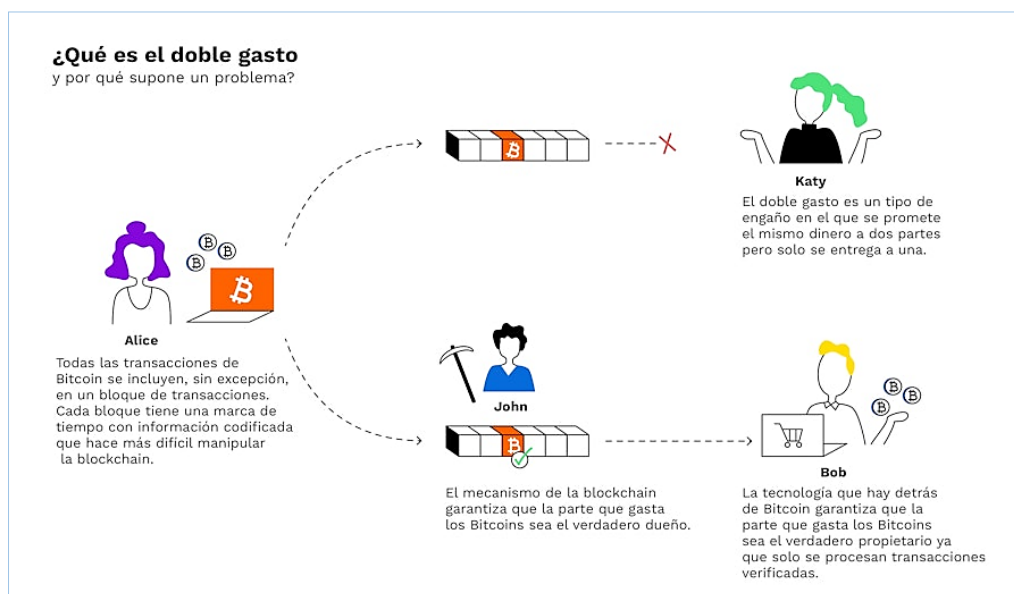 ¿Qué es el doble gasto
y por qué supone un problema?
Katy
El doble gasto es un tipo de
engaño en el que se promete
el mismo dinero a dos partes
pero solo se entrega a una.
Alice
Todas las transacciones de
Bitcoin se incluyen, sin excepción,
en un bloque de transacciones.
Cada bloque tiene una marca de
tiempo con información codificada
que hace más difícil manipular
la blockchain.
John
El mecanismo de la blockchain
garantiza que la parte que gasta
los Bitcoins sea el verdadero dueño.
Bob
La tecnología que hay detrás
de Bitcoin garantiza que la
parte que gasta los Bitcoins
sea el verdadero propietario ya
que solo se procesan transacciones
verificadas.